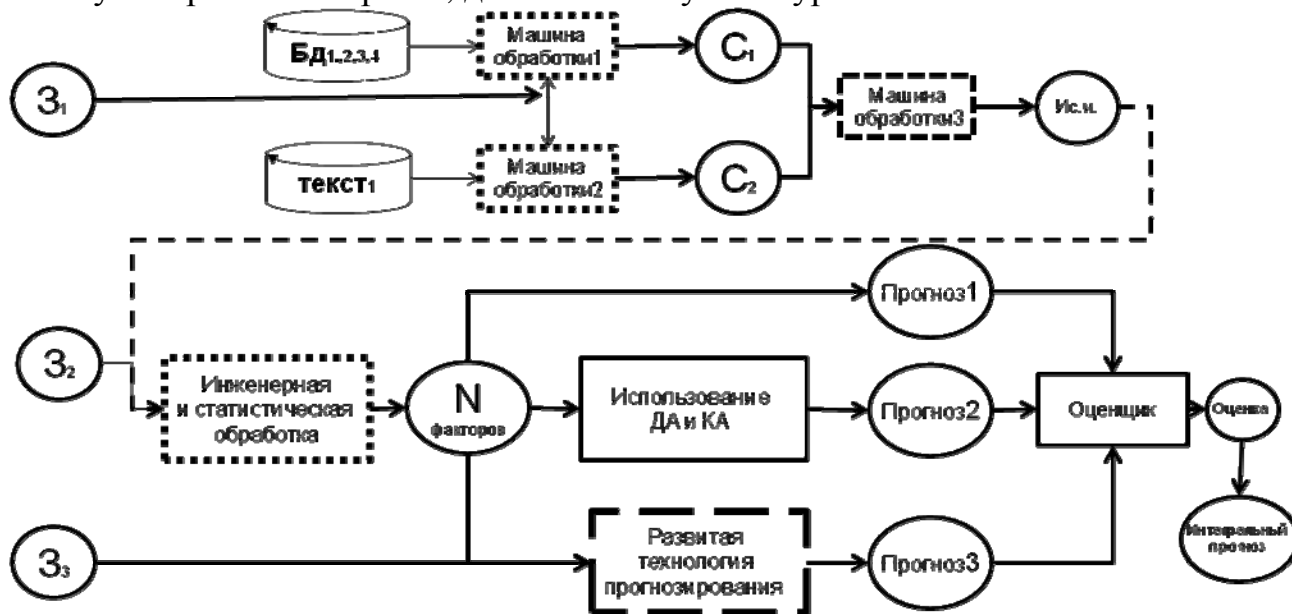 Бд1,,2,3,4
Машина
обработки1
С1
З1
Машина
обработки3
Ис.и.
текст1
Машина
обработки2
С2
Прогноз1
З2
Инженерная
и статистическая
обработка
N
факторов
Использование
ДА и КА
Прогноз2
Оценщик
Оценка
З3
Развитая
технология
прогнозирования
Прогноз3
Интегральный
прогноз